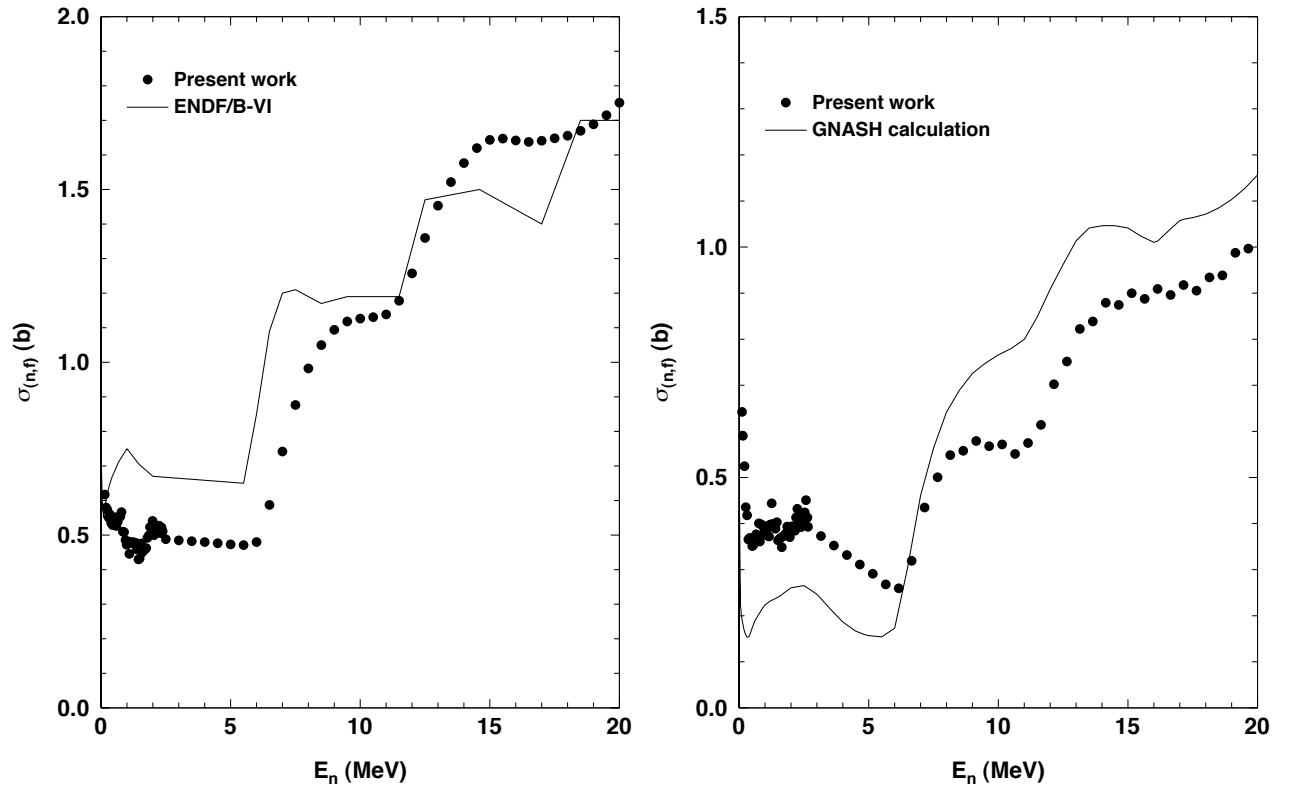 2.0
1.5
1.0
0.5
0.0
σ(n,f) (b)
Present work
ENDF/B-VI
0 5 10 15 20
En (MeV)
1.5
1.0
0.5
0.0
σ(n,f) (b)
Present work
GNASH calculation
0 5 10 15 20
En (MeV)